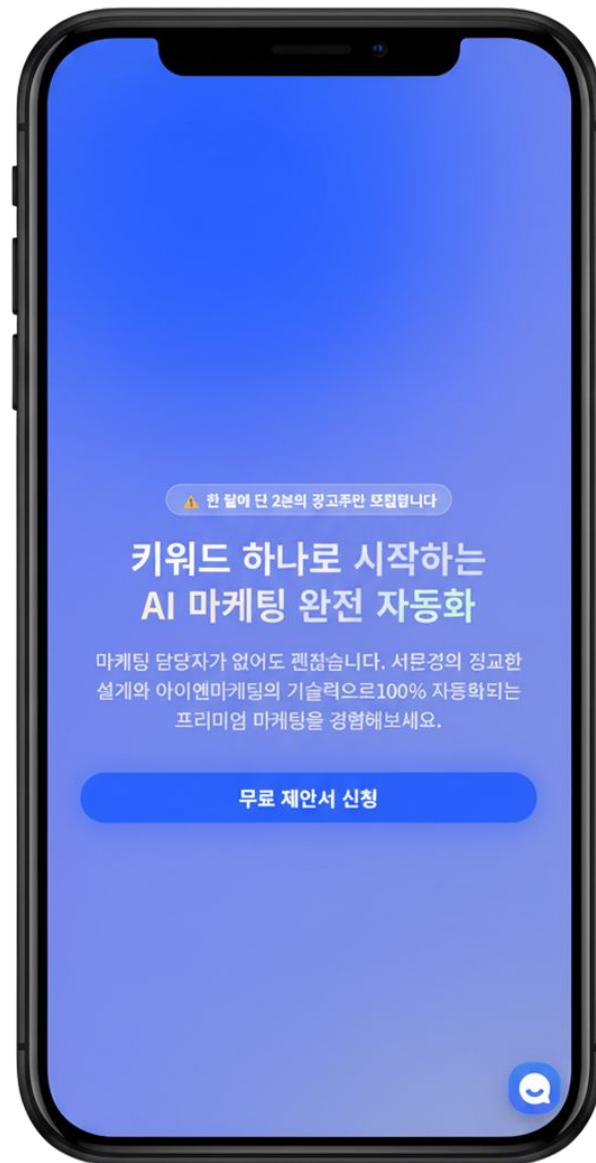 ⚠ 한 달에 단 2분의 광고주만 모집합니다
키워드 하나로 시작하는
AI 마케팅 완전 자동화
마케팅 담당자가 없어도 괜찮습니다. 서문경의 정교한
설계와 아이엔마케팅의 기술력으로100% 자동화되는
프리미엄 마케팅을 경험해보세요.
무료 제안서 신청